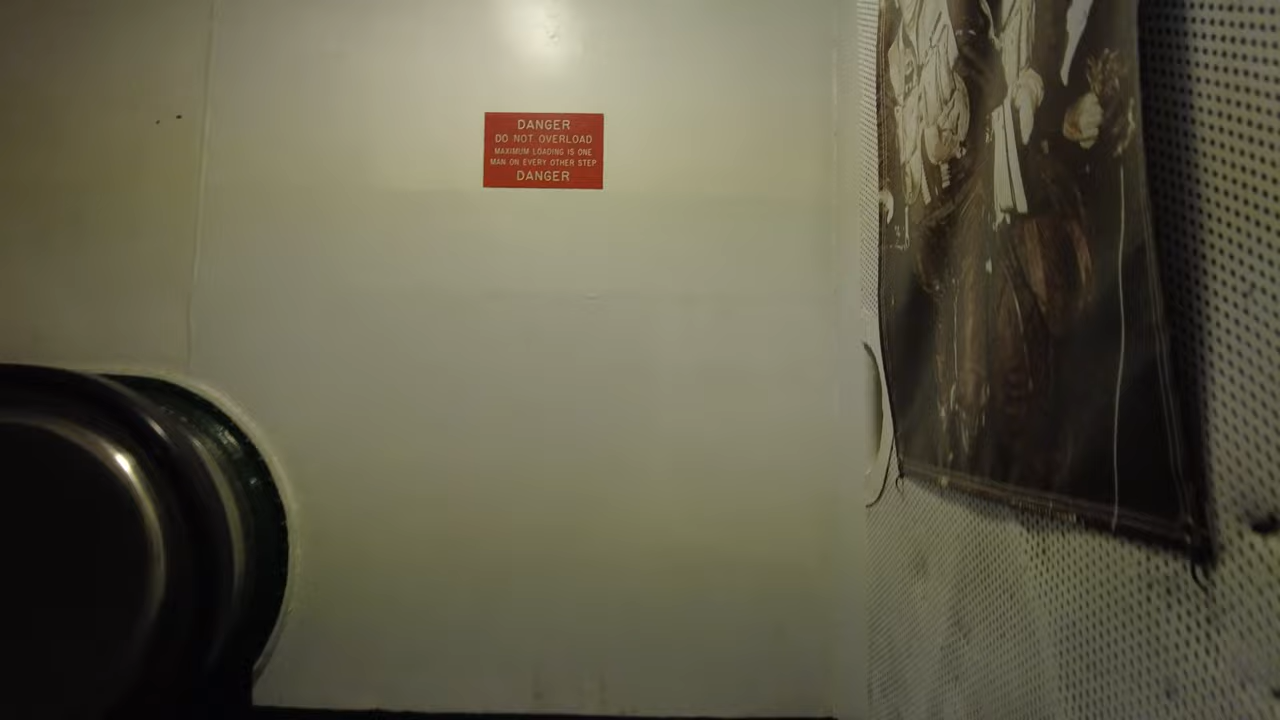 DANGER
DO NOT OVERLOAD
MAXIMUM LOADING IS ONE
MAN ON EVERY OTHER STEP
DANGER